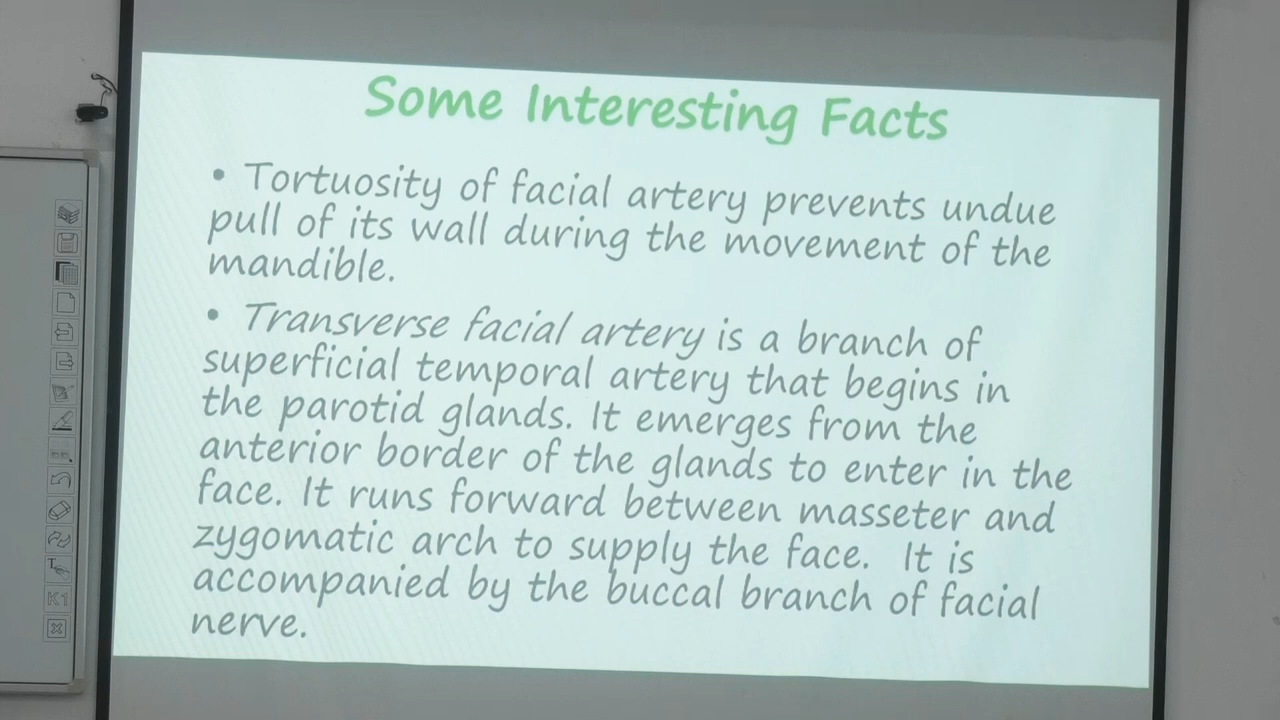 Some Interesting Facts
• Tortuosity of facial artery prevents undue
pull of its wall during the movement of the
mandible.
• Transverse facial artery is a branch of
superficial temporal artery that begins in
the parotid glands. It emerges from the
anterior border of the glands to enter in the
face. It runs forward between masseter and
zygomatic arch to supply the face. It is
accompanied by the buccal branch of facial
nerve.
K1